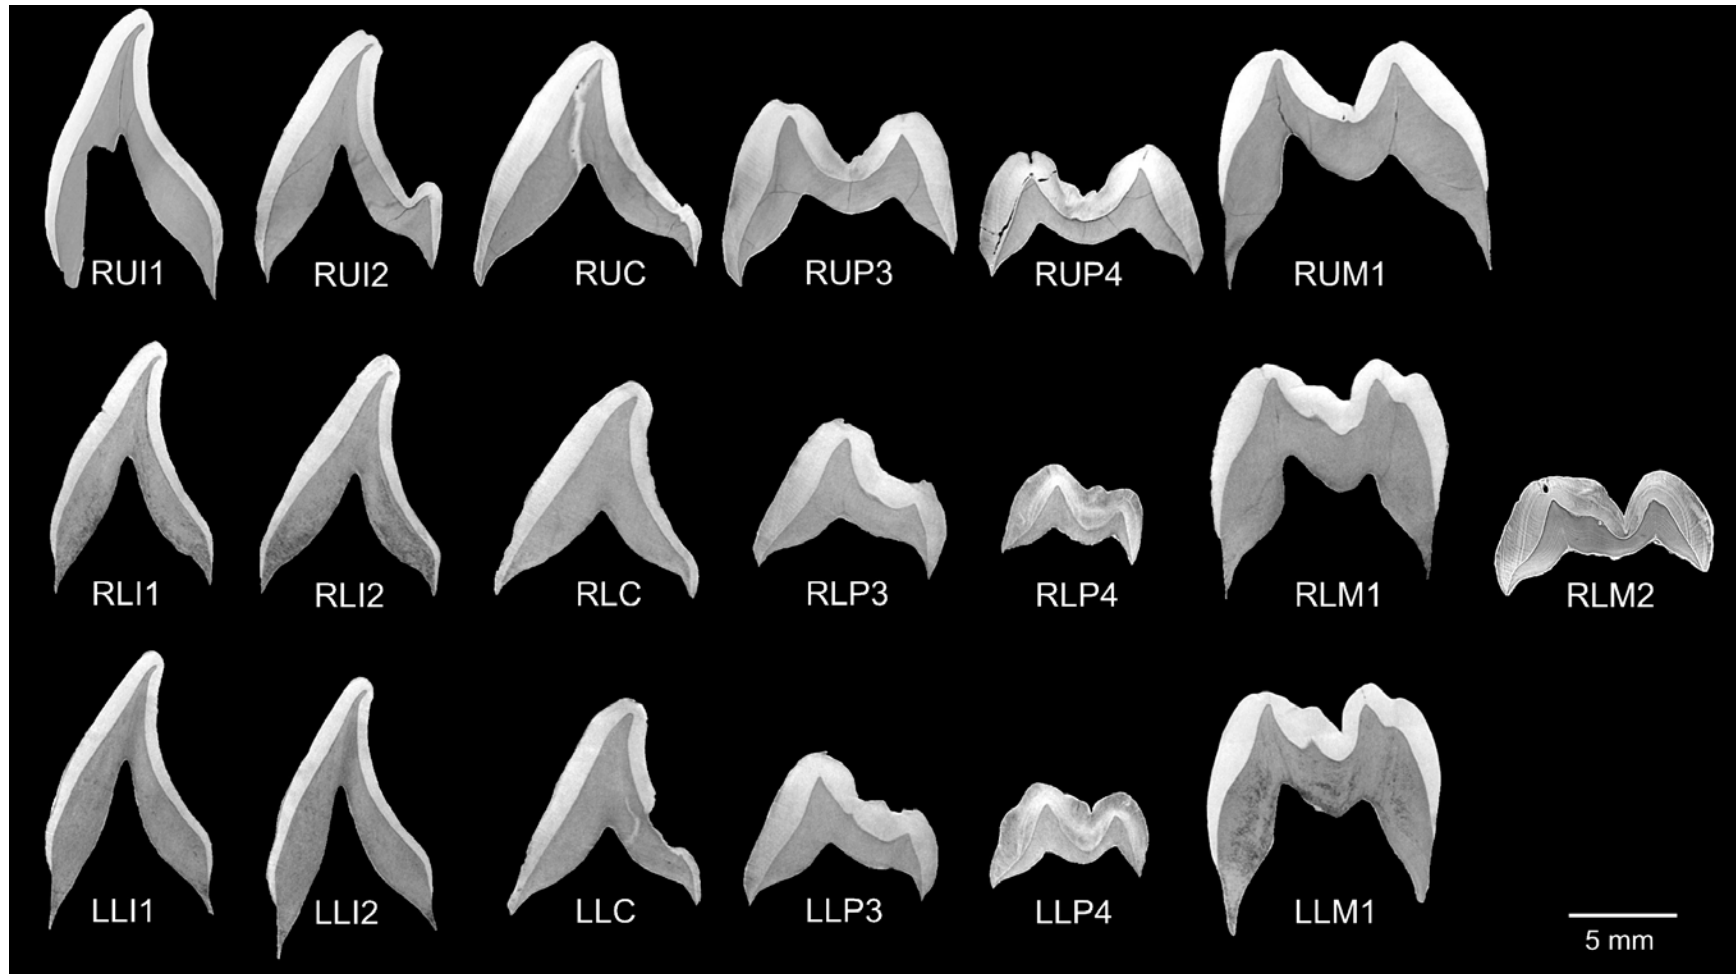 RUI1 RUI2 RUC RUP3 RUP4 RUM1
RLI1 RLI2 RLC RLP3 RLP4 RLM1 RLM2
LLI1 LLI2 LLC LLP3 LLP4 LLM1
5 mm